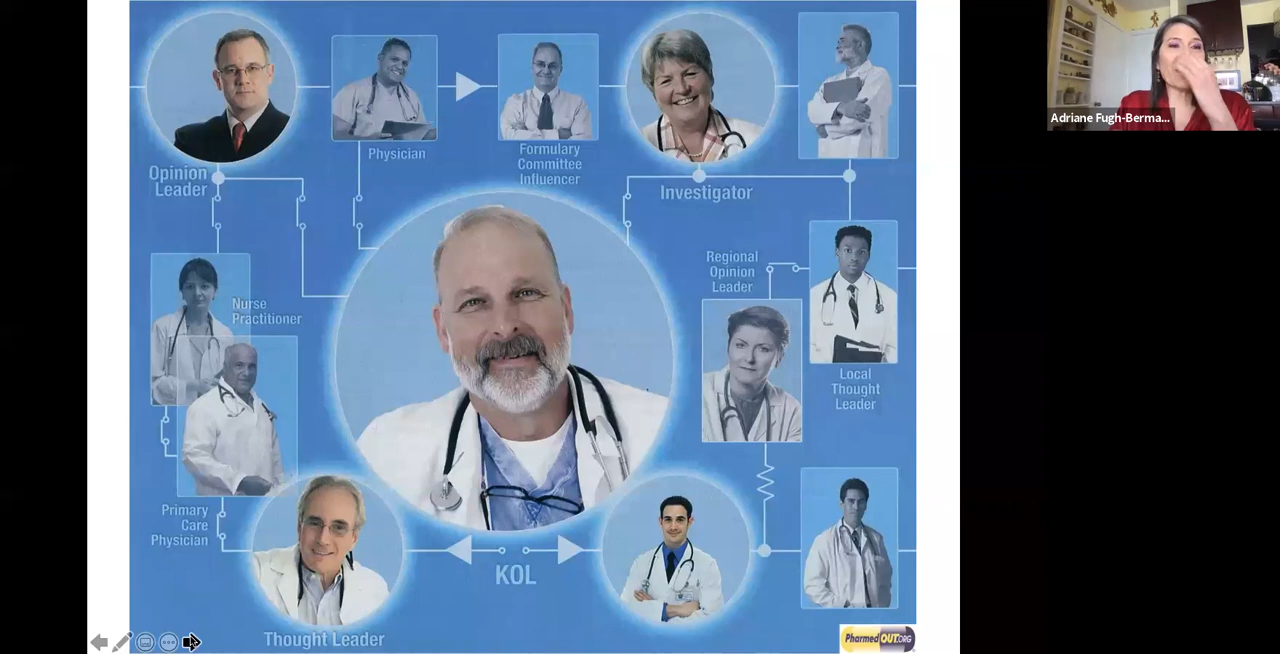 Adriane Fugh-Berma...
Physician
Formulary
Committee
Influencer
Opinion
Leader
Investigator
Regional
Opinion
Leader
Nurse
Practitioner
Local
Thought
Leader
Primary
Care
Physician
KOL
Thought Leader
PharmedOUT.ORG